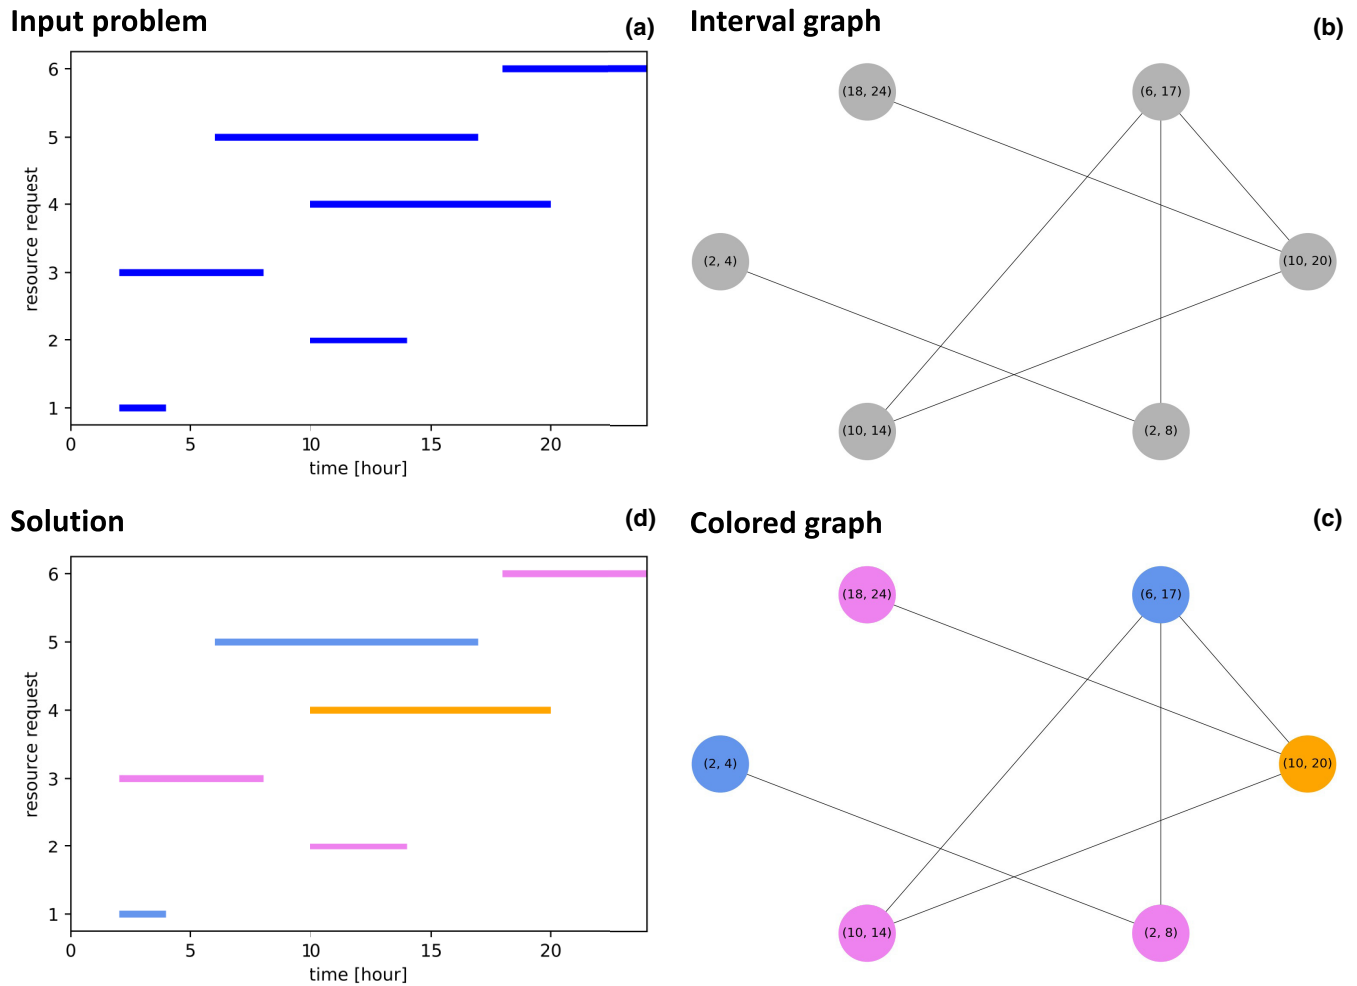 Input problem (a)
6
5
4
3
2
1
resource request
0 5 10 15 20
time [hour]
Interval graph (b)
(18, 24) (6, 17)
(2, 4) (10, 20)
(10, 14) (2, 8)
Solution (d)
6
5
4
3
2
1
resource request
0 5 10 15 20
time [hour]
Colored graph (c)
(18, 24) (6, 17)
(2, 4) (10, 20)
(10, 14) (2, 8)